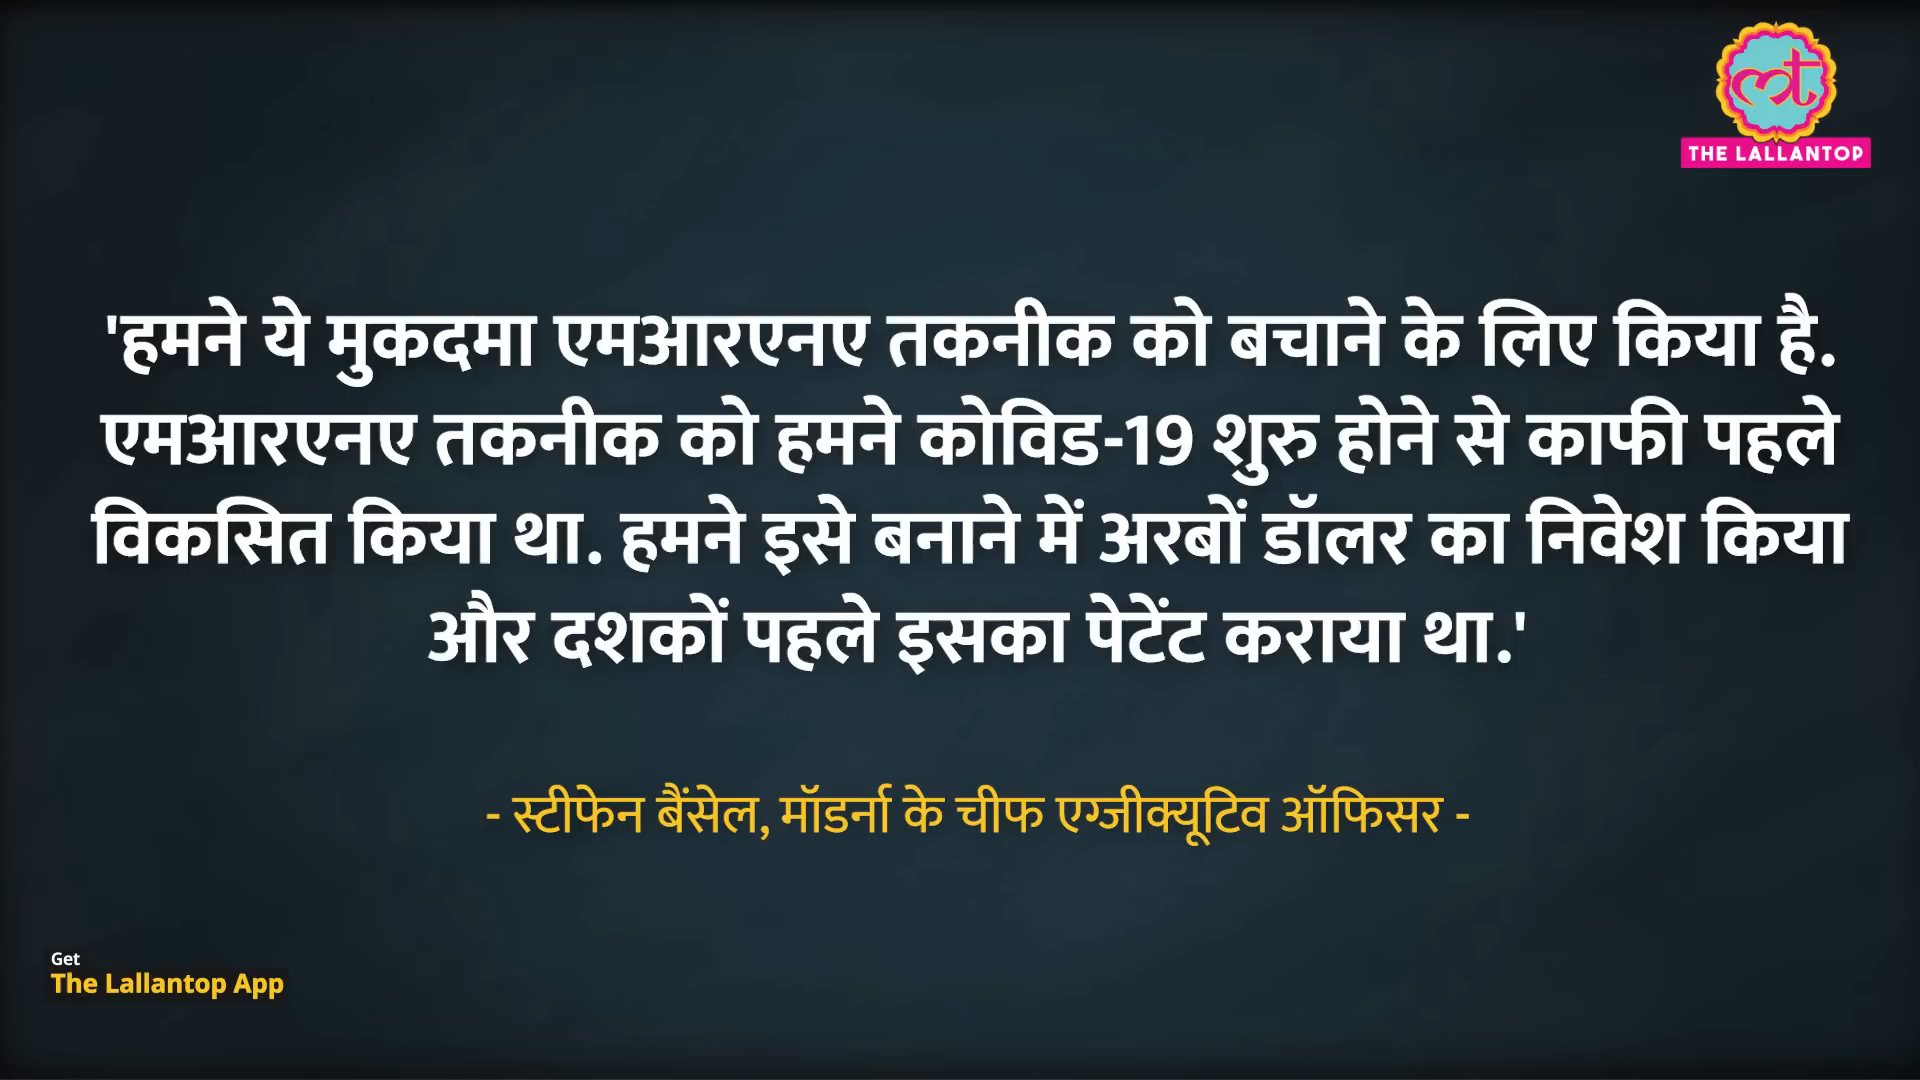 लt
THE LALLANTOP
'हमने ये मुकदमा एमआरएनए तकनीक को बचाने के लिए किया है.
एमआरएनए तकनीक को हमने कोविड-19 शुरु होने से काफी पहले
विकसित किया था. हमने इसे बनाने में अरबों डॉलर का निवेश किया
और दशकों पहले इसका पेटेंट कराया था.'
- स्टीफेन बैंसेल, मॉडर्ना के चीफ एग्जीक्यूटिव ऑफिसर -
Get
The Lallantop App